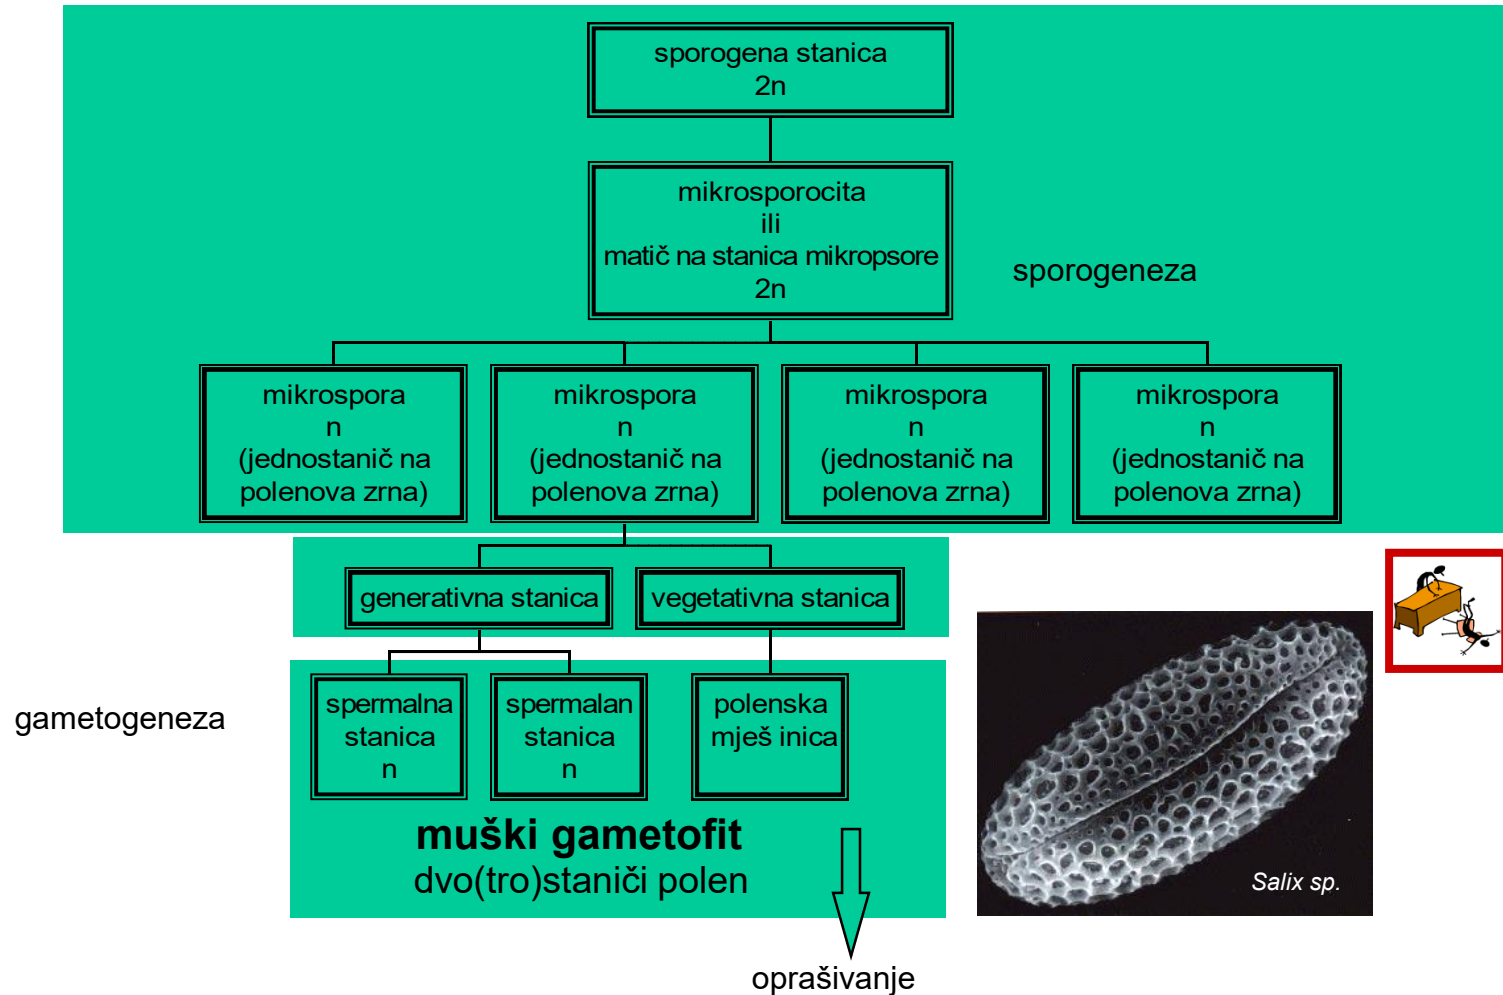 sporogena stanica
2n
mikrosporocita
ili
matič na stanica mikropsore
2n
sporogeneza
mikrospora
n
(jednostanič na
polenova zrna)
mikrospora
n
(jednostanič na
polenova zrna)
mikrospora
n
(jednostanič na
polenova zrna)
mikrospora
n
(jednostanič na
polenova zrna)
generativna stanica
vegetativna stanica
gametogeneza
spermalna
stanica
n
spermalan
stanica
n
polenska
mješ inica
muški gametofit
dvo(tro)staniči polen
Salix sp.
oprašivanje